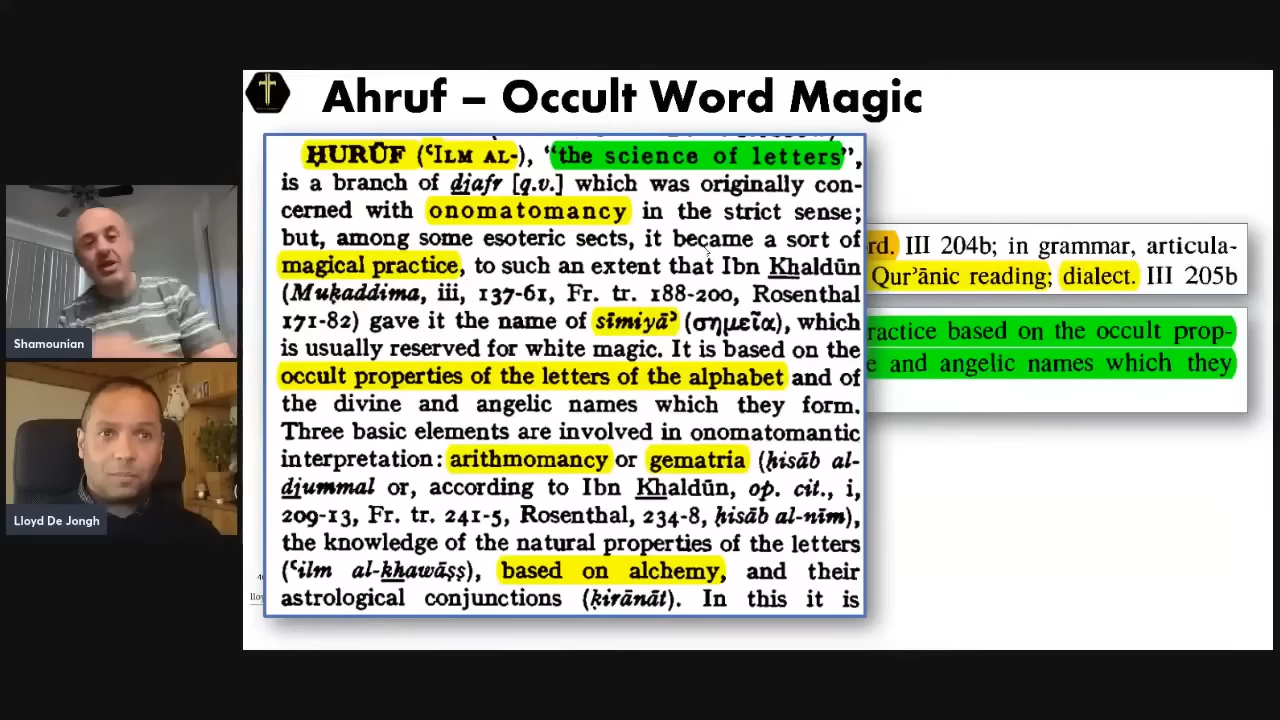 Ahruf – Occult Word Magic
ḤURŪF (ʿILM AL-), “the science of letters”,
is a branch of djafr [q.v.] which was originally con-
cerned with onomatomancy in the strict sense;
but, among some esoteric sects, it became a sort of
magical practice, to such an extent that Ibn Khaldūn
(Muḳaddima, iii, 137-61, Fr. tr. 188-200, Rosenthal
171-82) gave it the name of sīmiyāʾ (σημεῖα), which
is usually reserved for white magic. It is based on the
occult properties of the letters of the alphabet and of
the divine and angelic names which they form.
Three basic elements are involved in onomatomantic
interpretation: arithmomancy or gematria (ḥisāb al-
djummal or, according to Ibn Khaldūn, op. cit., i,
209-13, Fr. tr. 241-5, Rosenthal, 234-8, ḥisāb al-nīm),
the knowledge of the natural properties of the letters
(ʿilm al-khawāṣṣ), based on alchemy, and their
astrological conjunctions (ḳirānāt). In this it is
rd. III 204b; in grammar, articula-
Qurʾānic reading; dialect. III 205b
ractice based on the occult prop-
e and angelic names which they
Shamounian
Lloyd De Jongh